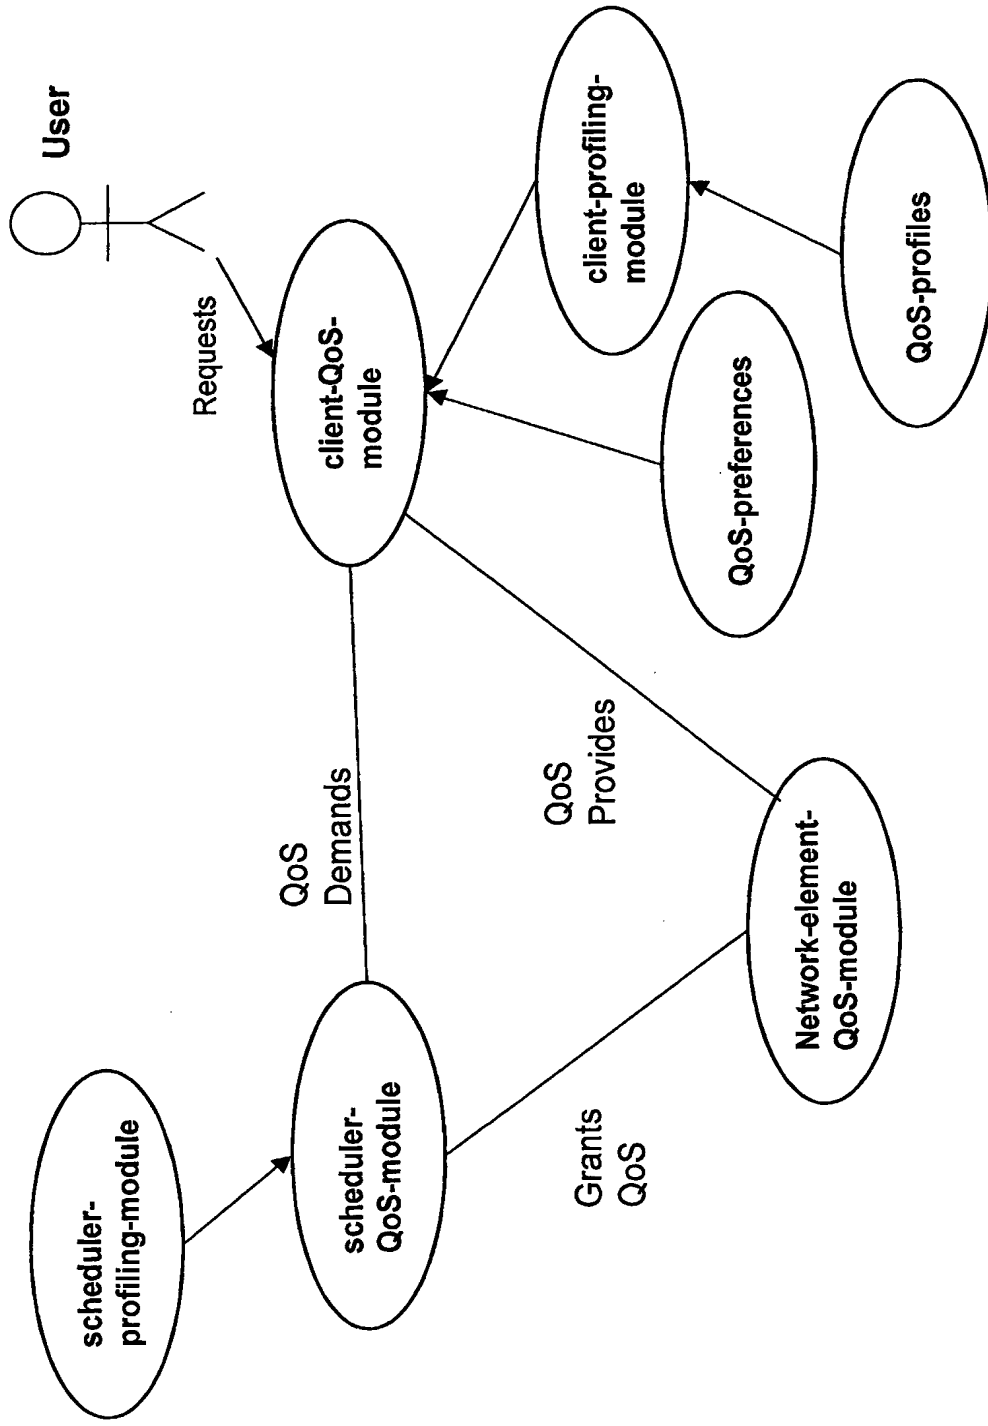 User
Requests
client-QoS-
module
client-profiling-
module
QoS-preferences
QoS-profiles
QoS
Demands
QoS
Provides
scheduler-
profiling-module
scheduler-
QoS-module
Grants
QoS
Network-element-
QoS-module